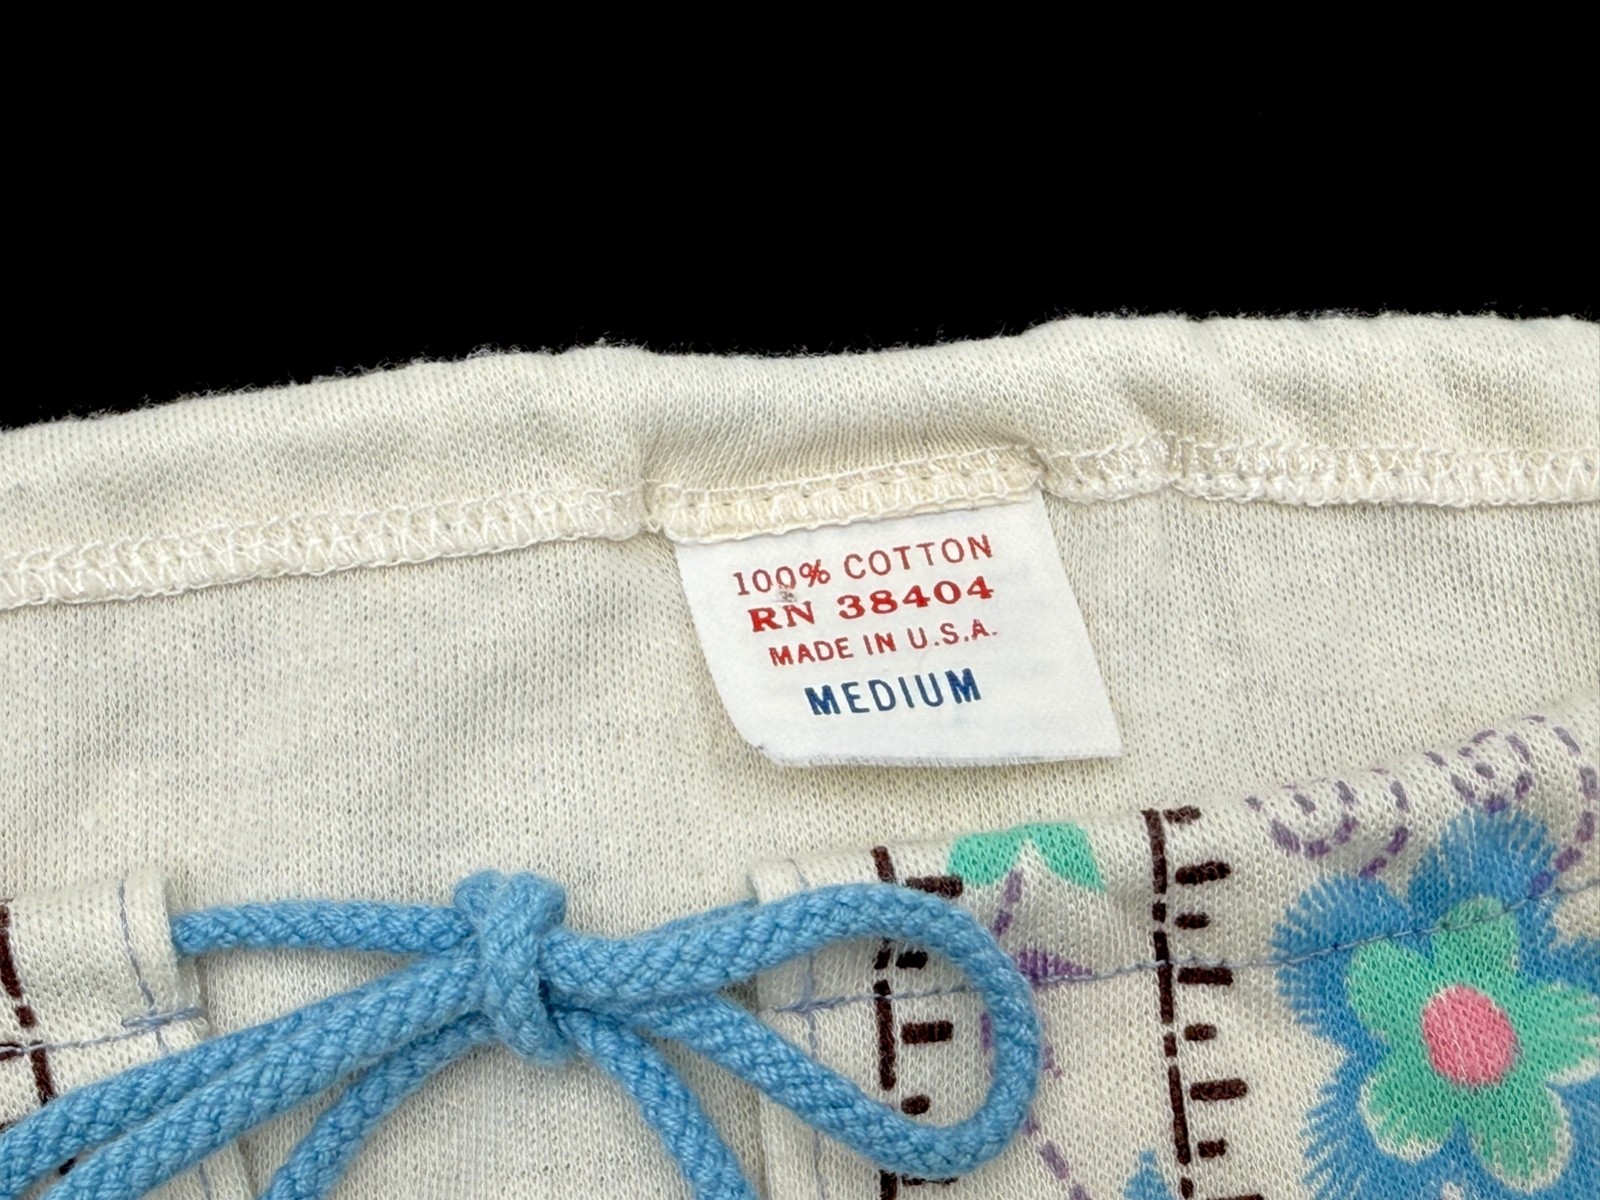 100% COTTON
RN 38404
MADE IN U.S.A.
MEDIUM